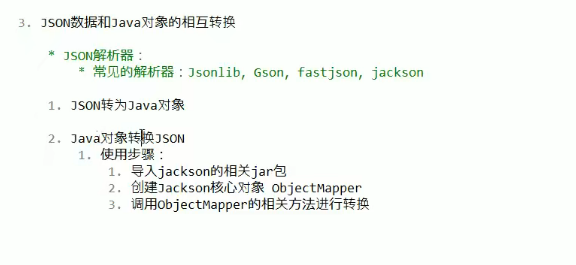 3. JSON数据和Java对象的相互转换
* JSON解析器：
* 常见的解析器：Jsonlib, Gson, fastjson, jackson
1. JSON转为Java对象
2. Java对象转换JSON
1. 使用步骤：
1. 导入jackson的相关jar包
2. 创建Jackson核心对象 ObjectMapper
3. 调用ObjectMapper的相关方法进行转换